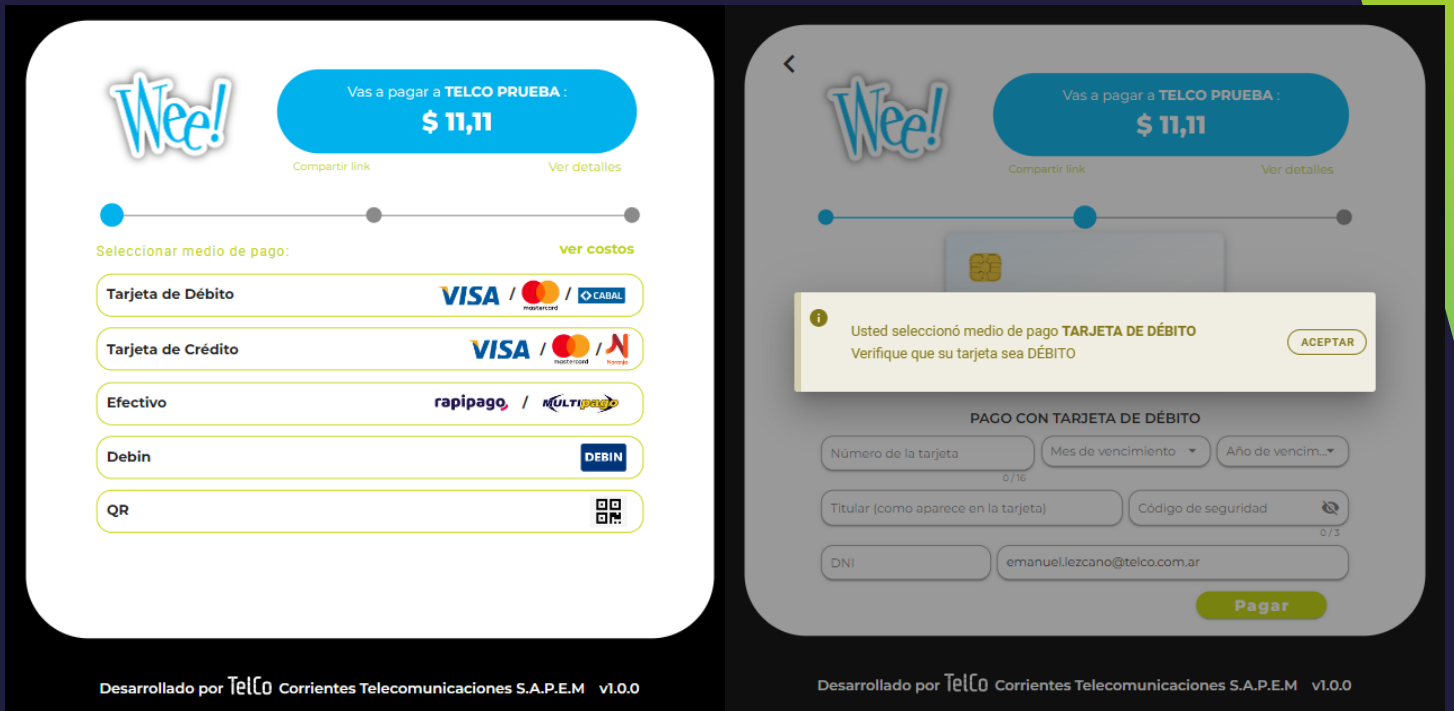 Wee!
Vas a pagar a TELCO PRUEBA :
$ 11,11
Compartir link
Ver detalles
Seleccionar medio de pago:
ver costos
Tarjeta de Débito
VISA / mastercard / CABAL
Tarjeta de Crédito
VISA / mastercard / N Naranja
Efectivo
rapipago / MULTIpago
Debin
DEBIN
QR
Desarrollado por TelCo Corrientes Telecomunicaciones S.A.P.E.M v1.0.0
Wee!
Vas a pagar a TELCO PRUEBA :
$ 11,11
Compartir link
Ver detalles
Usted seleccionó medio de pago TARJETA DE DÉBITO
Verifique que su tarjeta sea DÉBITO
ACEPTAR
PAGO CON TARJETA DE DÉBITO
Número de la tarjeta
Mes de vencimiento
Año de vencim...
0 / 16
Titular (como aparece en la tarjeta)
Código de seguridad
0 / 3
DNI
emanuel.lezcano@telco.com.ar
Pagar
Desarrollado por TelCo Corrientes Telecomunicaciones S.A.P.E.M v1.0.0